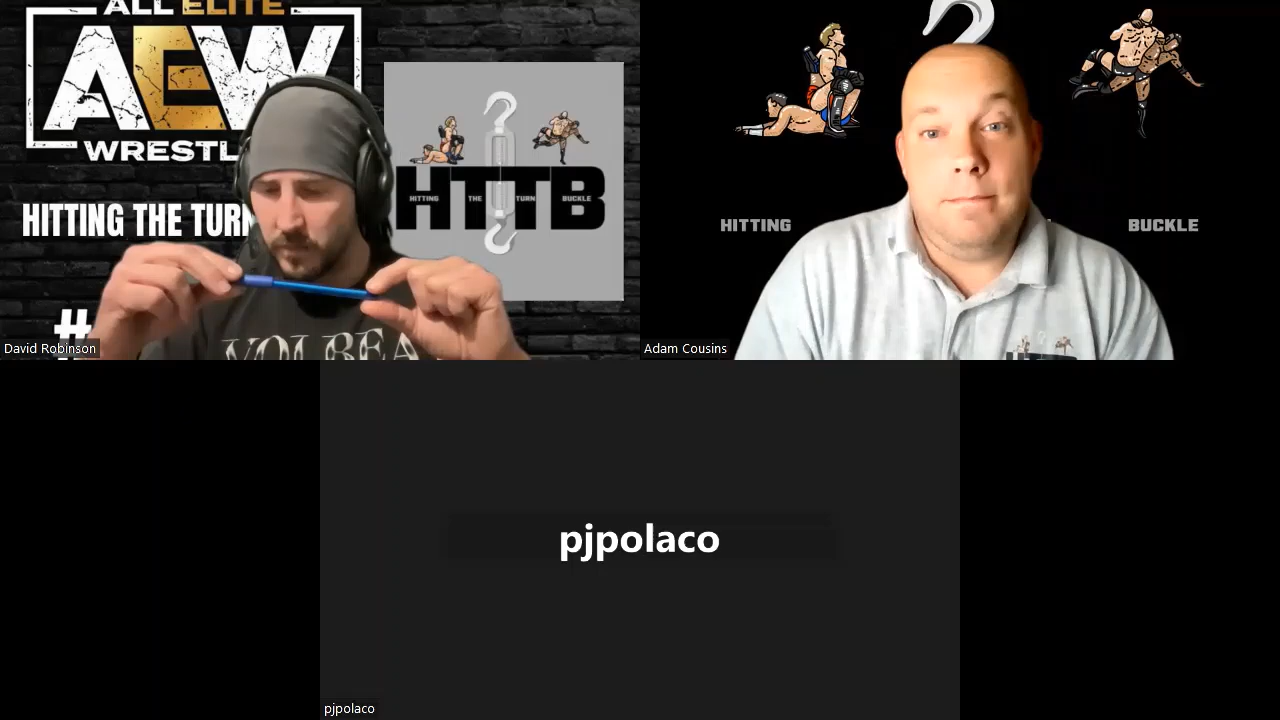 ALL ELITE
AEW
WRESTL
HITTING THE TURN
#
HTTB
HITTING THE TURN BUCKLE
VOLBEA
David Robinson
HITTING
BUCKLE
Adam Cousins
pjpolaco
pjpolaco